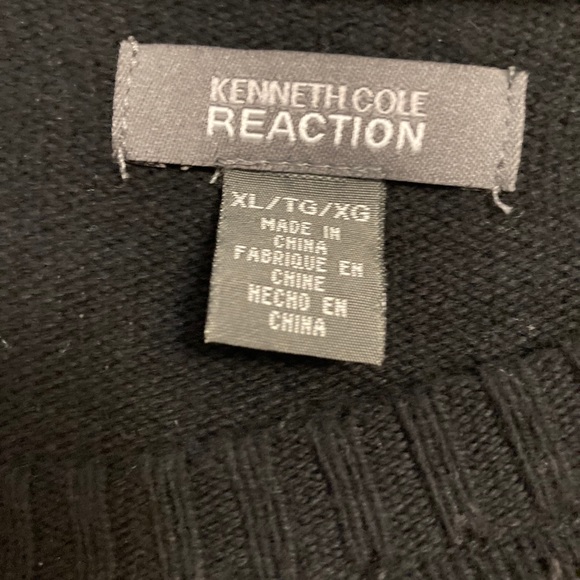 KENNETH COLE
REACTION
XL/TG/XG
MADE IN
CHINA
FABRIQUE EN
CHINE
HECHO EN
CHINA